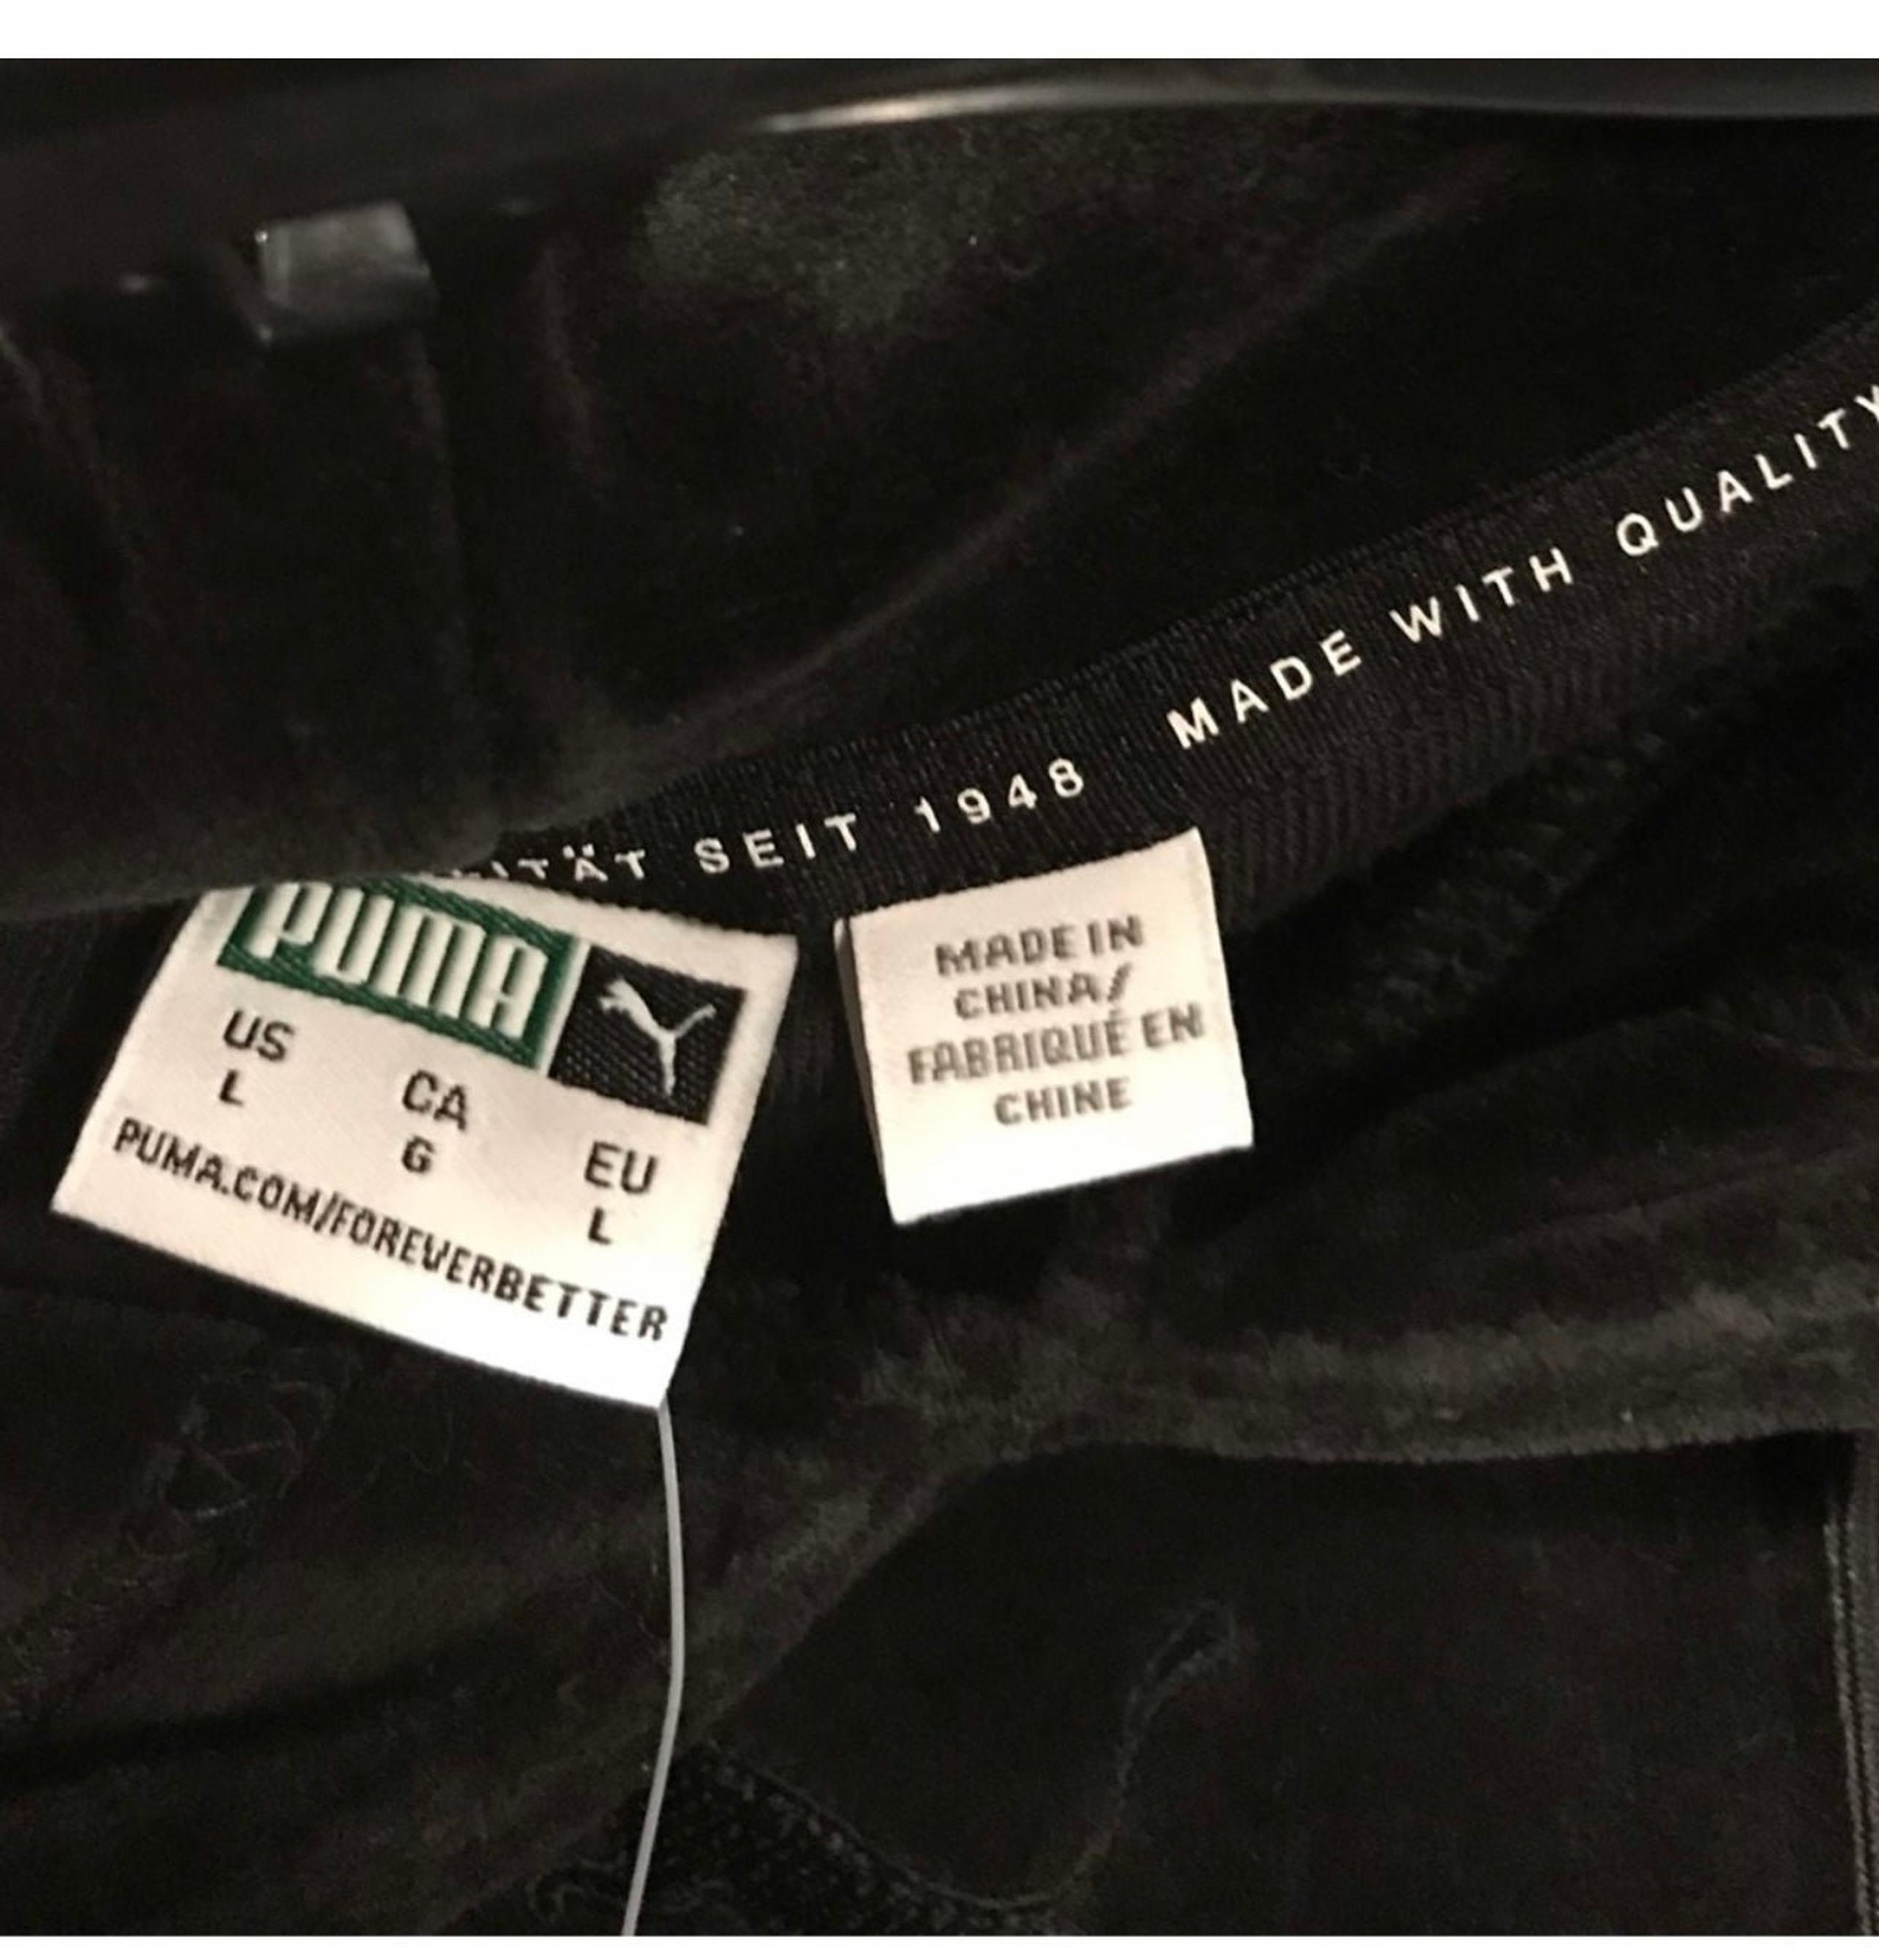 SEIT 1948 MADE WITH QUALITY
PUMA
US CA EU
L G L
PUMA.COM/FOREVERBETTER
MADE IN
CHINA/
FABRIQUÉ EN
CHINE